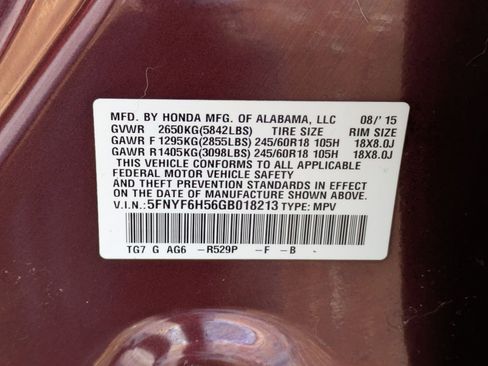 MFD. BY HONDA MFG. OF ALABAMA, LLC 08/'15
GVWR 2650KG(5842LBS) TIRE SIZE RIM SIZE
GAWR F 1295KG(2855LBS) 245/60R18 105H 18X8.0J
GAWR R1405KG(3098LBS) 245/60R18 105H 18X8.0J
THIS VEHICLE CONFORMS TO ALL APPLICABLE
FEDERAL MOTOR VEHICLE SAFETY AND
THEFT PREVENTION STANDARDS IN EFFECT ON
THE DATE OF MANUFACTURE SHOWN ABOVE.
V.I.N.: 5FNYF6H56GB018213 TYPE: MPV
TG7 G AG6 -R529P -F -B